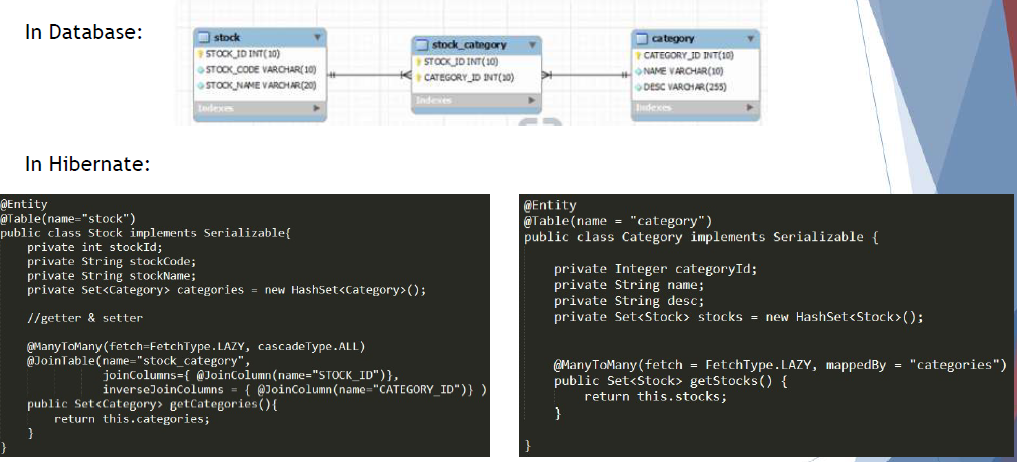 In Database:
stock
STOCK_ID INT(10)
STOCK_CODE VARCHAR(10)
STOCK_NAME VARCHAR(20)
Indexes
stock_category
STOCK_ID INT(10)
CATEGORY_ID INT(10)
Indexes
category
CATEGORY_ID INT(10)
NAME VARCHAR(10)
DESC VARCHAR(255)
Indexes
In Hibernate:
@Entity
@Table(name="stock")
public class Stock implements Serializable{
private int stockId;
private String stockCode;
private String stockName;
private Set<Category> categories = new HashSet<Category>();
//getter & setter
@ManyToMany(fetch=FetchType.LAZY, cascadeType.ALL)
@JoinTable(name="stock_category",
joinColumns={ @JoinColumn(name="STOCK_ID")},
inverseJoinColumns = { @JoinColumn(name="CATEGORY_ID")} )
public Set<Category> getCategories(){
return this.categories;
}
}
@Entity
@Table(name = "category")
public class Category implements Serializable {
private Integer categoryId;
private String name;
private String desc;
private Set<Stock> stocks = new HashSet<Stock>();
@ManyToMany(fetch = FetchType.LAZY, mappedBy = "categories")
public Set<Stock> getStocks() {
return this.stocks;
}
}